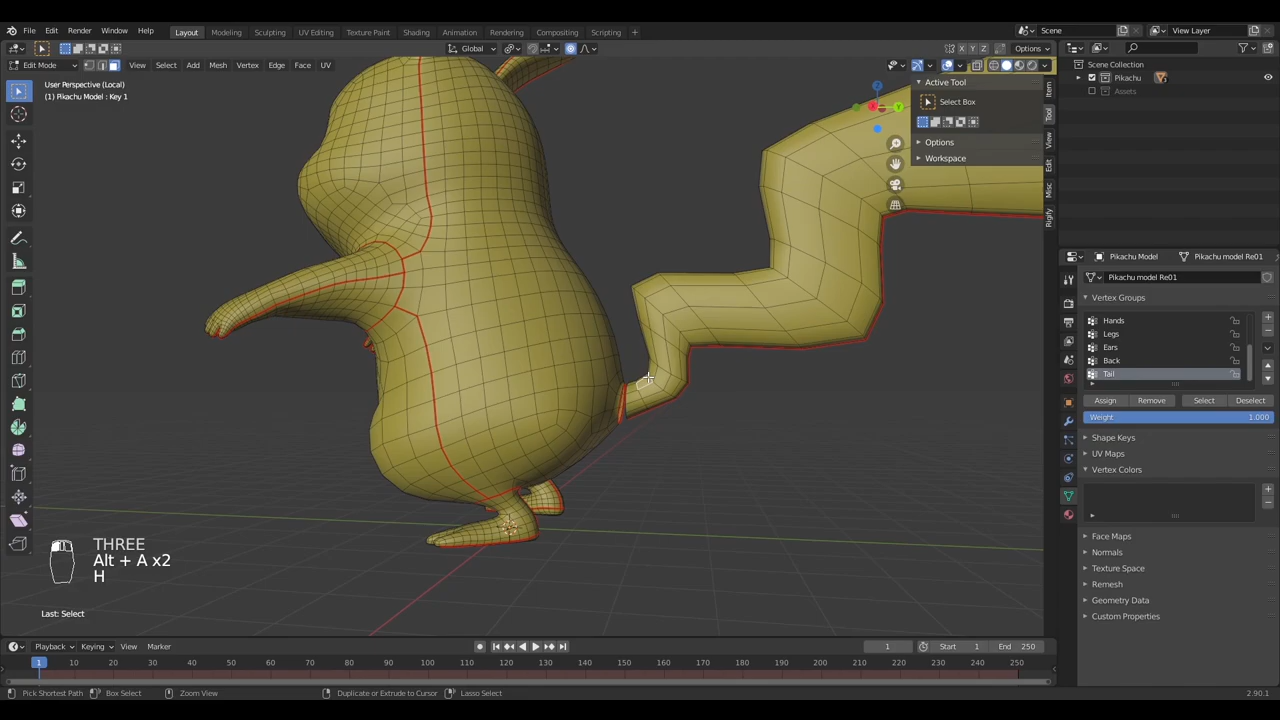 File Edit Render Window Help Layout Modeling Sculpting UV Editing Texture Paint Shading Animation Rendering Compositing Scripting + Scene View Layer
Global X Y Z Options
Edit Mode View Select Add Mesh Vertex Edge Face UV
User Perspective (Local)
(1) Pikachu Model : Key 1
Z
Y
Active Tool
Select Box
Options
Workspace
Item
Tool
View
Edit
Misc
Rigify
Scene Collection
Pikachu
Assets
Pikachu Model Pikachu model Re01
Pikachu model Re01
Vertex Groups
Hands
Legs
Ears
Back
Tail
Assign Remove Select Deselect
Weight 1.000
Shape Keys
UV Maps
Vertex Colors
Face Maps
Normals
Texture Space
Remesh
Geometry Data
Custom Properties
THREE
Alt + A x2
H
Last: Select
Playback Keying View Marker 1 Start 1 End 250
1 10 20 30 40 50 60 70 80 90 100 110 120 130 140 150 160 170 180 190 200 210 220 230 240 250
Pick Shortest Path Box Select Zoom View Duplicate or Extrude to Cursor Lasso Select 2.90.1